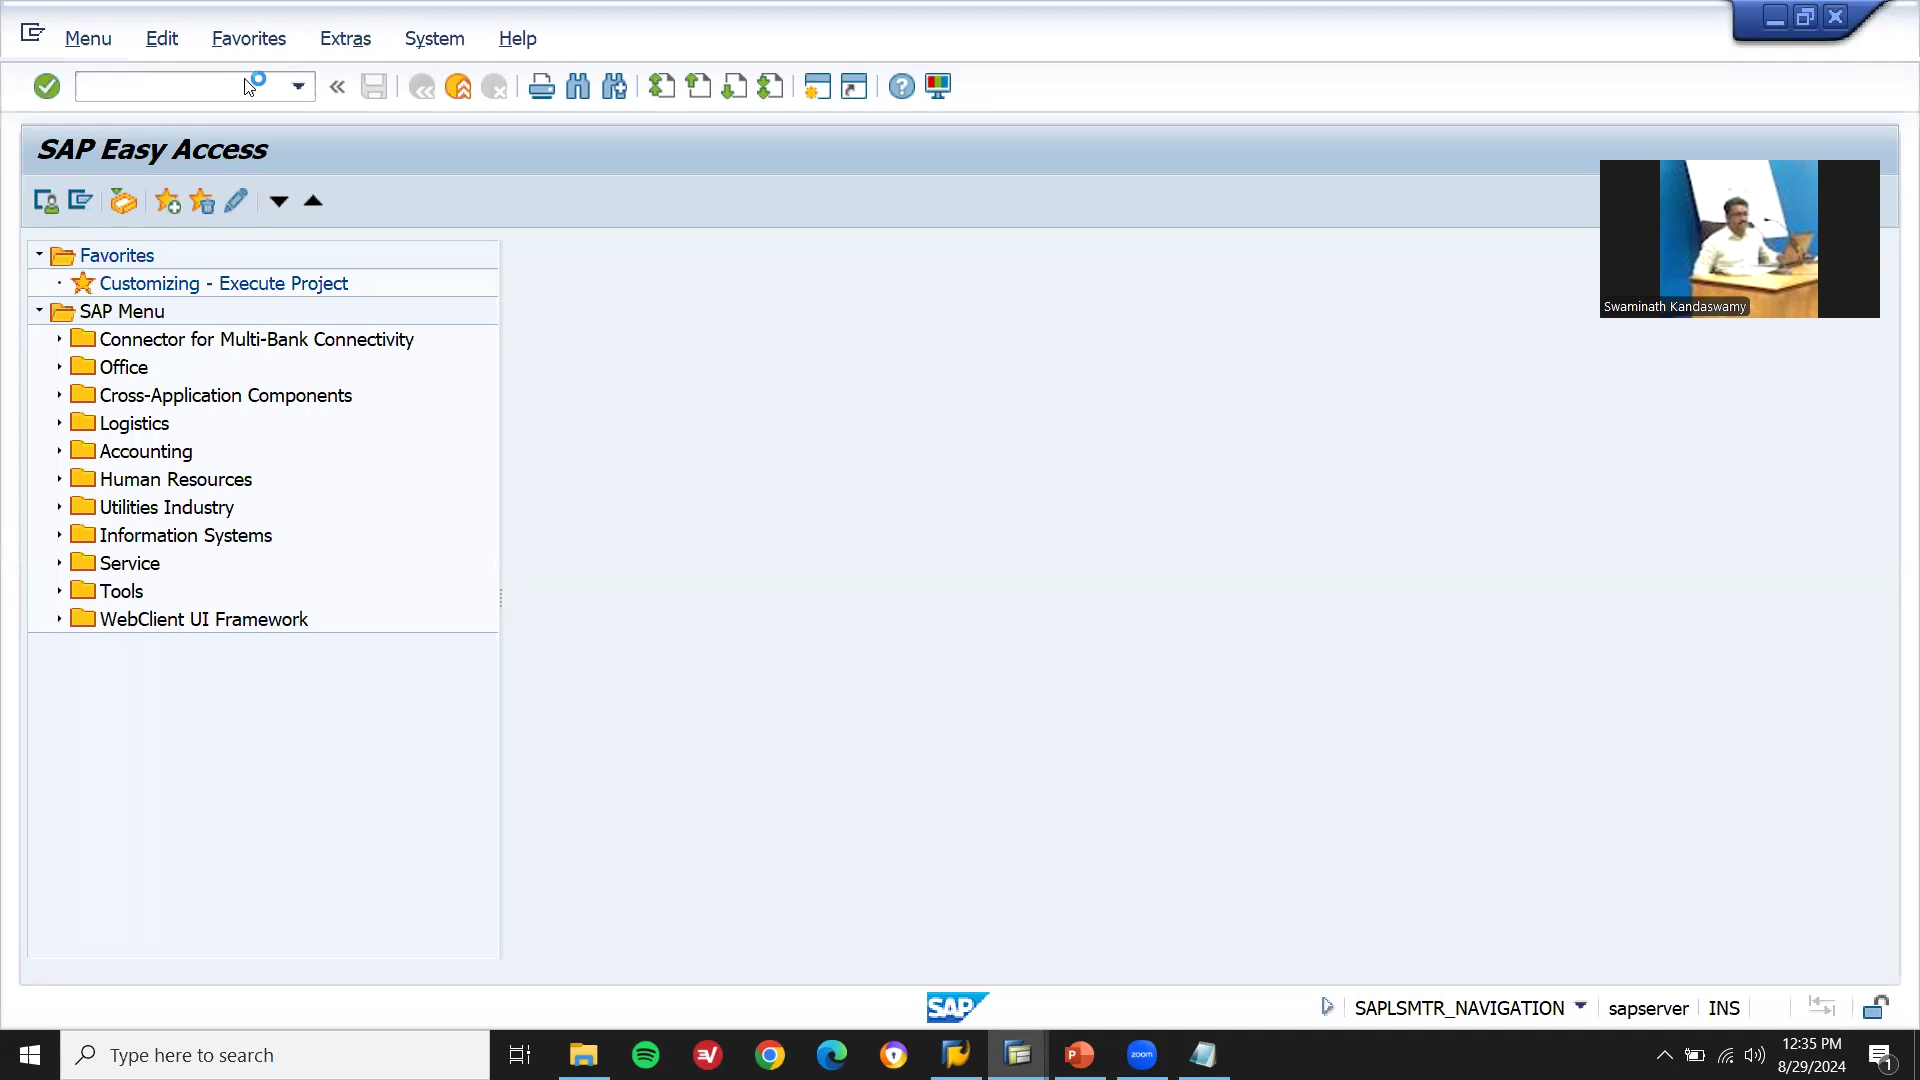 Menu Edit Favorites Extras System Help
SAP Easy Access
Favorites
Customizing - Execute Project
SAP Menu
Connector for Multi-Bank Connectivity
Office
Cross-Application Components
Logistics
Accounting
Human Resources
Utilities Industry
Information Systems
Service
Tools
WebClient UI Framework
Swaminath Kandaswamy
SAP
SAPLSMTR_NAVIGATION sapserver INS
Type here to search
P
zoom
12:35 PM
8/29/2024
1